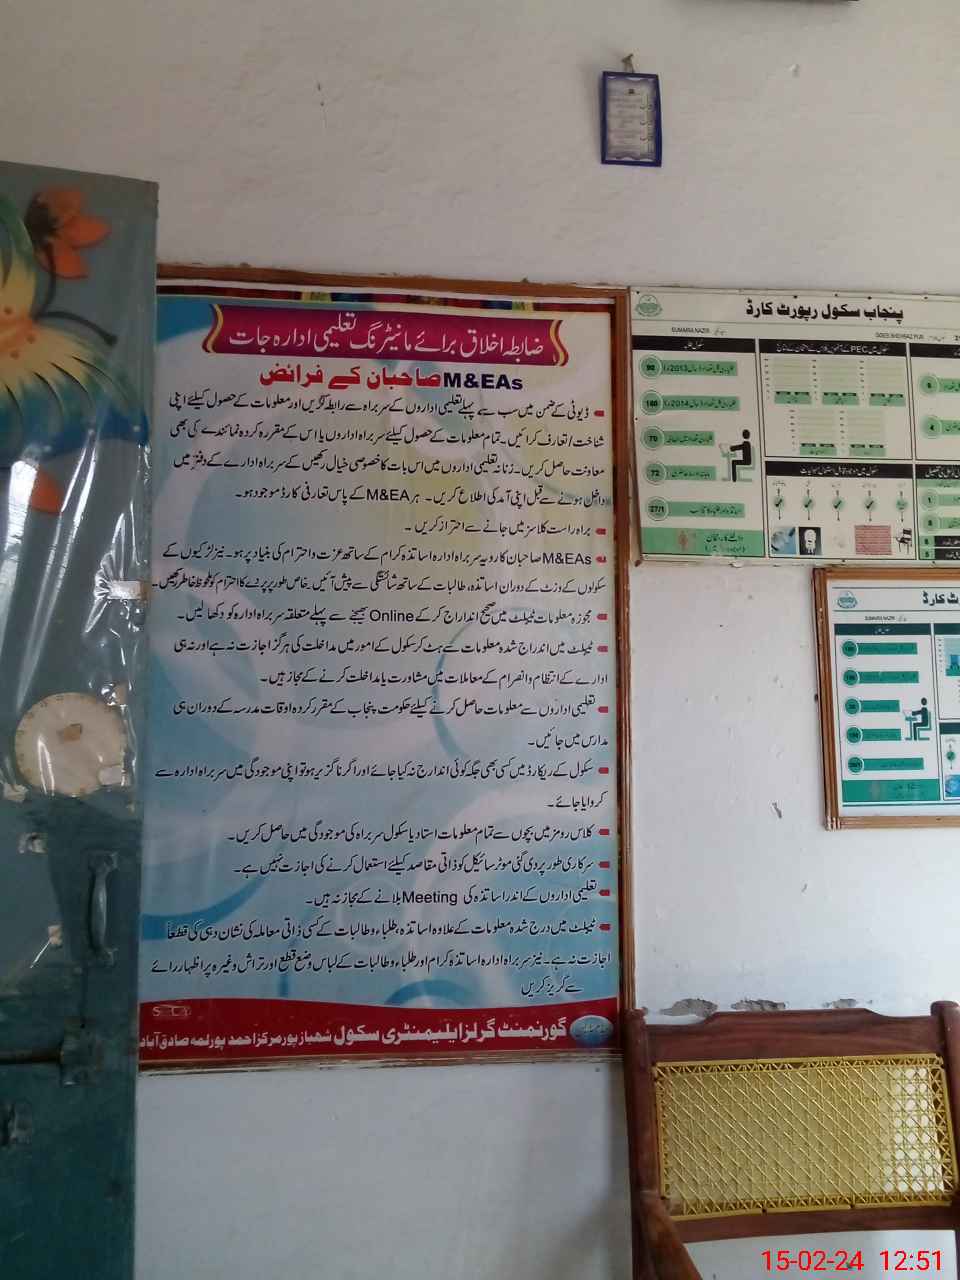 ضابطہ اخلاق برائے مانیٹرنگ تعلیمی ادارہ جات
M&EAs صاحبان کے فرائض
ڈیوٹی کے ضمن میں سب سے پہلے تعلیمی اداروں کے سربراہ سے رابطہ کریں اور معلومات کے حصول کیلئے اپنی
شناخت/تعارف کرائیں۔ تمام معلومات کے حصول کیلئے سربراہ اداروں یا اس کے مقرر کردہ نمائندے کی بھی
معاونت حاصل کریں۔ زنانہ تعلیمی اداروں میں اس بات کا خصوصی خیال رکھیں کے سربراہ ادارے کے دفتر میں
داخل ہونے سے قبل اپنی آمد کی اطلاع کریں۔ ہر M&EA کے پاس تعارفی کارڈ موجود ہو۔
براہ راست کلاسز میں جانے سے احتراز کریں۔
M&EAs صاحبان کا رویہ سربراہ ادارہ اساتذہ کرام کے ساتھ عزت و احترام کی بنیاد پر ہو۔ نیز لڑکیوں کے
سکولوں کے وزٹ کے دوران اساتذہ، طالبات کے ساتھ شائستگی سے پیش آئیں۔ خاص طور پر پردے کا احترام ملحوظ خاطر رکھیں۔
مجوزہ معلومات ٹیبلٹ میں صحیح اندراج کر کے Online بھیجنے سے پہلے متعلقہ سربراہ ادارہ کو دکھا لیں۔
ٹیبلٹ میں اندراج شدہ معلومات سے ہٹ کر سکول کے امور میں مداخلت کی ہرگز اجازت نہ ہے اور نہ ہی
ادارے کے انتظام و انصرام کے معاملات میں مشاورت یا مداخلت کرنے کے مجاز ہیں۔
تعلیمی اداروں سے معلومات حاصل کرنے کیلئے حکومت پنجاب کے مقرر کردہ اوقات مدرسہ کے دوران ہی
مدارس میں جائیں۔
سکول کے ریکارڈ میں کسی بھی جگہ کوئی اندارج نہ کیا جائے اور اگر ناگزیر ہو تو اپنی موجودگی میں سربراہ ادارہ سے
کروایا جائے۔
کلاس رومز میں بچوں سے تمام معلومات استاد یا سکول سربراہ کی موجودگی میں حاصل کریں۔
سرکاری طور پر دی گئی موٹر سائیکل کو ذاتی مقاصد کیلئے استعمال کرنے کی اجازت نہیں ہے۔
تعلیمی اداروں کے اندر اساتذہ کی Meeting بلانے کے مجاز نہ ہیں۔
ٹیبلٹ میں درج شدہ معلومات کے علاوہ اساتذہ، طلباء و طالبات کے کسی ذاتی معاملہ کی نشان دہی کی قطعاً
اجازت نہ ہے۔ نیز سربراہ ادارہ اساتذہ کرام اور طلباء و طالبات کے لباس وضع قطع اور تراش وغیرہ پر اظہار رائے
سے گریز کریں
گورنمنٹ گرلز ایلیمنٹری سکول شہباز پور مرکز احمد پور لمہ صادق آباد
پنجاب سکول رپورٹ کارڈ
SUMAIRA NAZIR
90
160
70
72
27/1
15-02-24 12:51